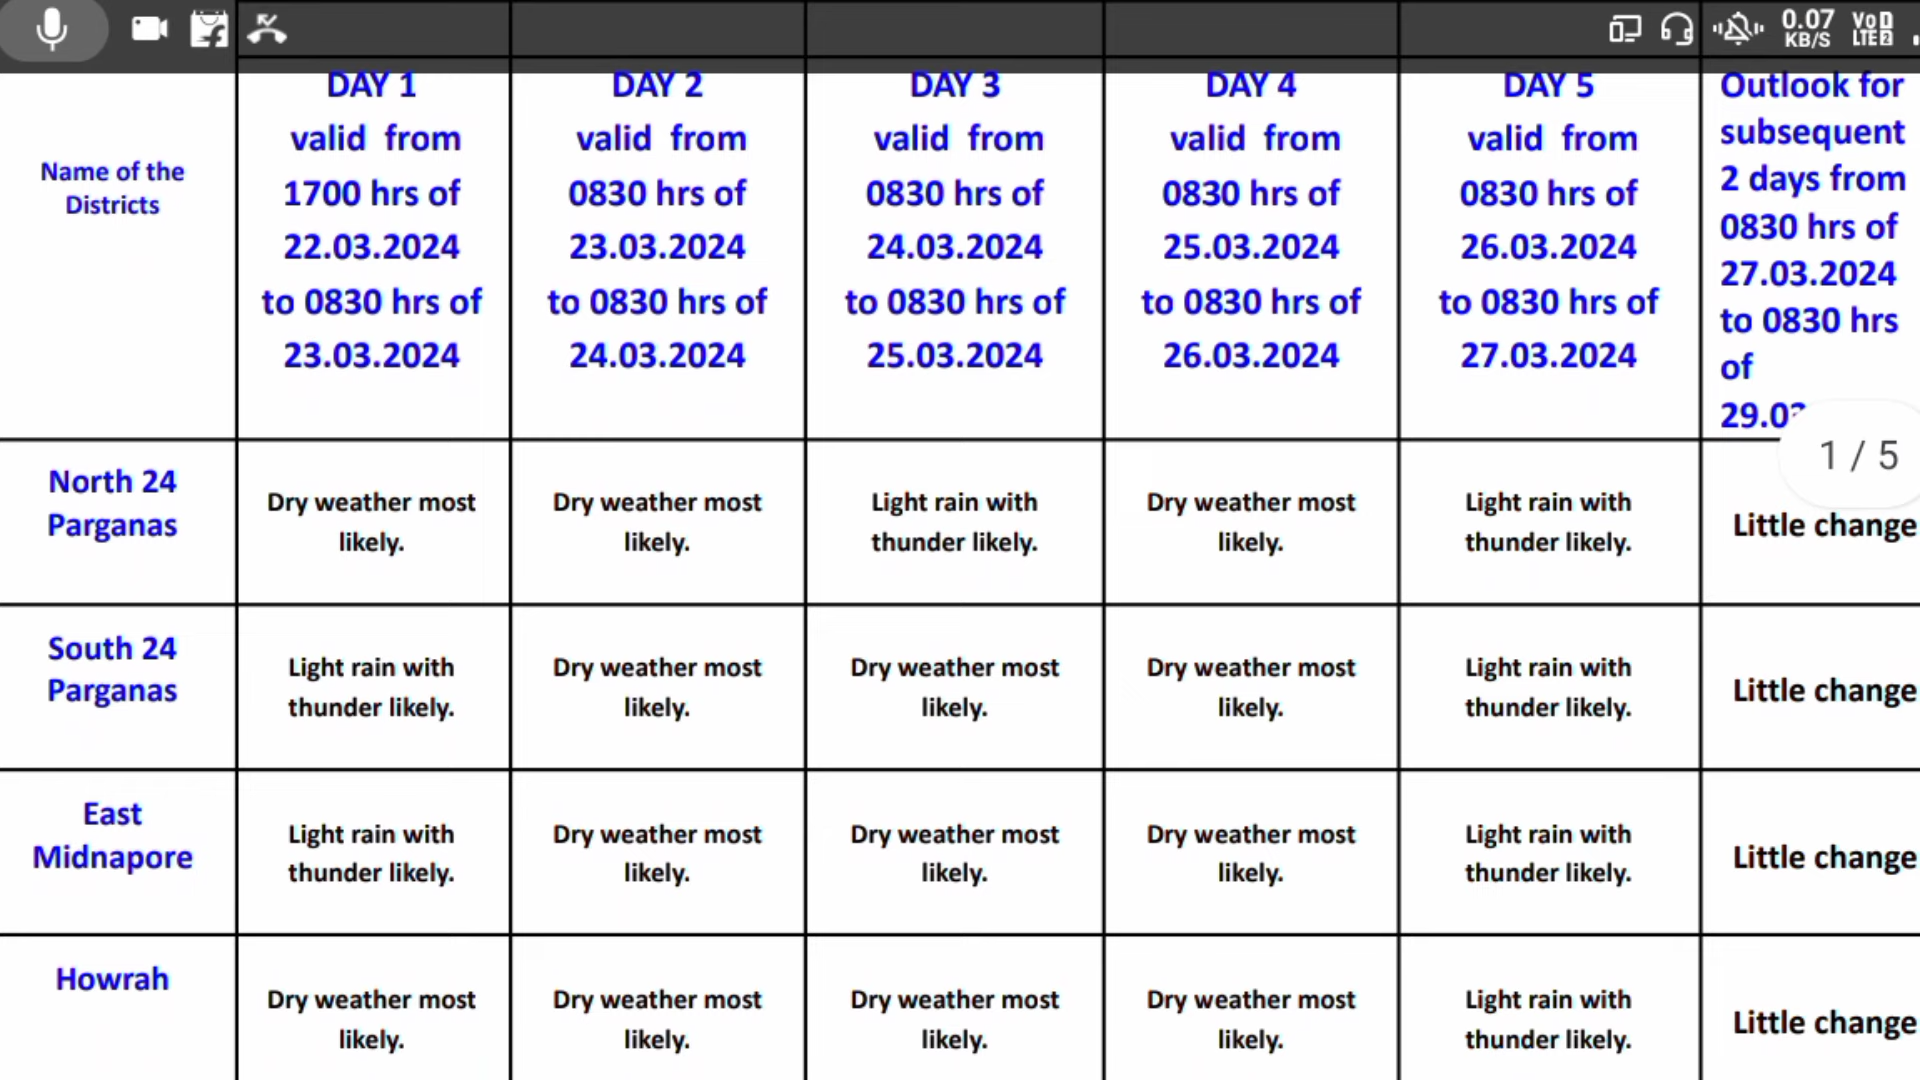 0.07
KB/S
Vo
LTE 2
Name of the
Districts
DAY 1
valid from
1700 hrs of
22.03.2024
to 0830 hrs of
23.03.2024
DAY 2
valid from
0830 hrs of
23.03.2024
to 0830 hrs of
24.03.2024
DAY 3
valid from
0830 hrs of
24.03.2024
to 0830 hrs of
25.03.2024
DAY 4
valid from
0830 hrs of
25.03.2024
to 0830 hrs of
26.03.2024
DAY 5
valid from
0830 hrs of
26.03.2024
to 0830 hrs of
27.03.2024
Outlook for
subsequent
2 days from
0830 hrs of
27.03.2024
to 0830 hrs
of
29.03
1 / 5
North 24
Parganas
Dry weather most
likely.
Dry weather most
likely.
Light rain with
thunder likely.
Dry weather most
likely.
Light rain with
thunder likely.
Little change
South 24
Parganas
Light rain with
thunder likely.
Dry weather most
likely.
Dry weather most
likely.
Dry weather most
likely.
Light rain with
thunder likely.
Little change
East
Midnapore
Light rain with
thunder likely.
Dry weather most
likely.
Dry weather most
likely.
Dry weather most
likely.
Light rain with
thunder likely.
Little change
Howrah
Dry weather most
likely.
Dry weather most
likely.
Dry weather most
likely.
Dry weather most
likely.
Light rain with
thunder likely.
Little change